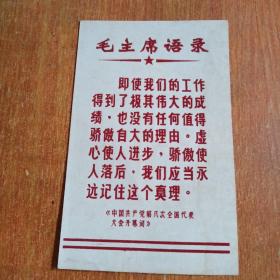 毛主席语录
即使我们的工作
得到了极其伟大的成
绩，也没有任何值得
骄傲自大的理由。虚
心使人进步，骄傲使
人落后，我们应当永
远记住这个真理。
《中国共产党第八次全国代表
大会开幕词》